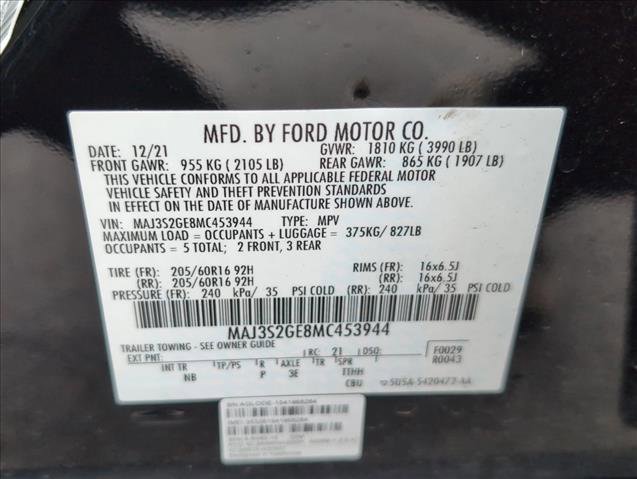 MFD. BY FORD MOTOR CO.
DATE: 12/21 GVWR: 1810 KG ( 3990 LB)
FRONT GAWR: 955 KG ( 2105 LB) REAR GAWR: 865 KG ( 1907 LB)
THIS VEHICLE CONFORMS TO ALL APPLICABLE FEDERAL MOTOR
VEHICLE SAFETY AND THEFT PREVENTION STANDARDS
IN EFFECT ON THE DATE OF MANUFACTURE SHOWN ABOVE.
VIN: MAJ3S2GE8MC453944 TYPE: MPV
MAXIMUM LOAD = OCCUPANTS + LUGGAGE = 375KG/ 827LB
OCCUPANTS = 5 TOTAL; 2 FRONT, 3 REAR
TIRE (FR): 205/60R16 92H RIMS (FR): 16x6.5J
(RR): 205/60R16 92H (RR): 16x6.5J
PRESSURE (FR): 240 kPa/ 35 PSI COLD (RR): 240 kPa/ 35 PSI COLD
MAJ3S2GE8MC453944
TRAILER TOWING - SEE OWNER GUIDE
EXT PNT: RC: 21 DSO: F0029
R0043
INT TR TP/PS R AXLE TR SPR
NB P 3E TTHH
CBU